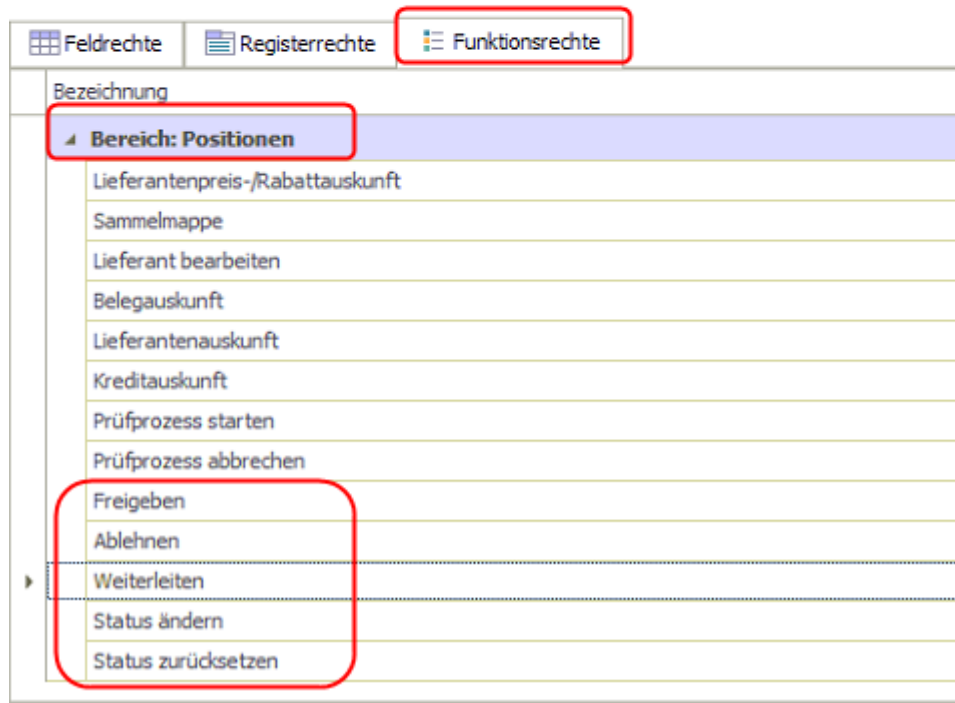 Feldrechte Registerrechte Funktionsrechte
Bezeichnung
Bereich: Positionen
Lieferantenpreis-/Rabattauskunft
Sammelmappe
Lieferant bearbeiten
Belegauskunft
Lieferantenauskunft
Kreditauskunft
Prüfprozess starten
Prüfprozess abbrechen
Freigeben
Ablehnen
Weiterleiten
Status ändern
Status zurücksetzen